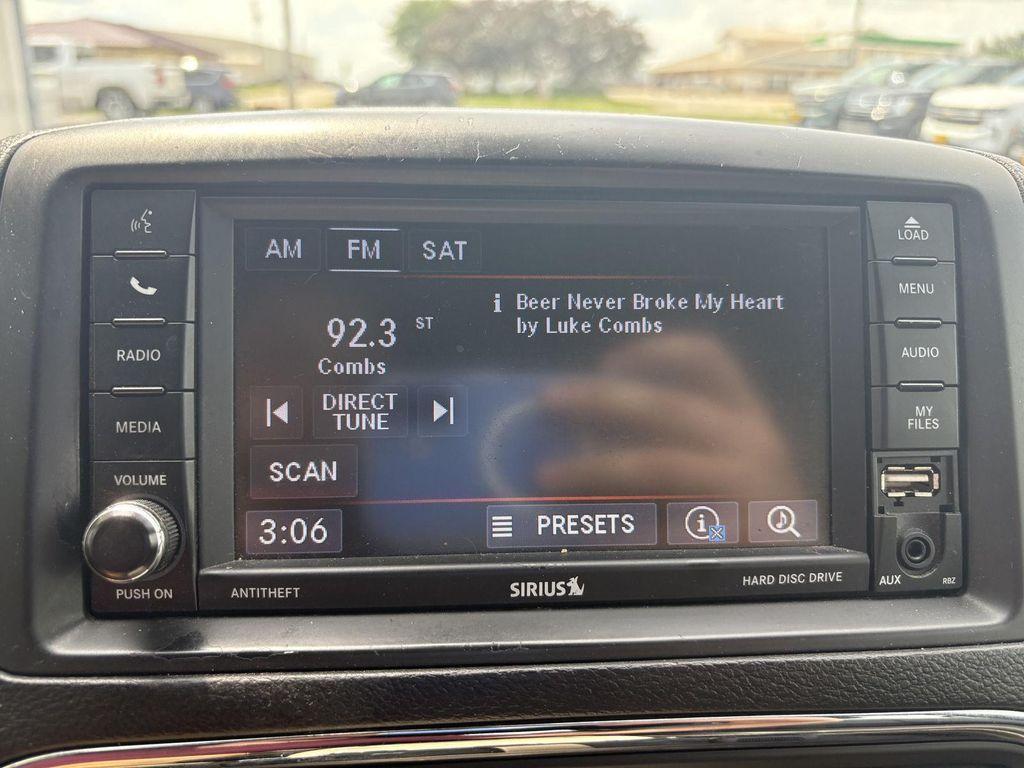 AM FM SAT
i Beer Never Broke My Heart
by Luke Combs
92.3 ST
Combs
DIRECT
TUNE
SCAN
3:06
PRESETS
i
RADIO
MEDIA
VOLUME
PUSH ON
LOAD
MENU
AUDIO
MY
FILES
AUX
RBZ
ANTITHEFT
SIRIUS
HARD DISC DRIVE